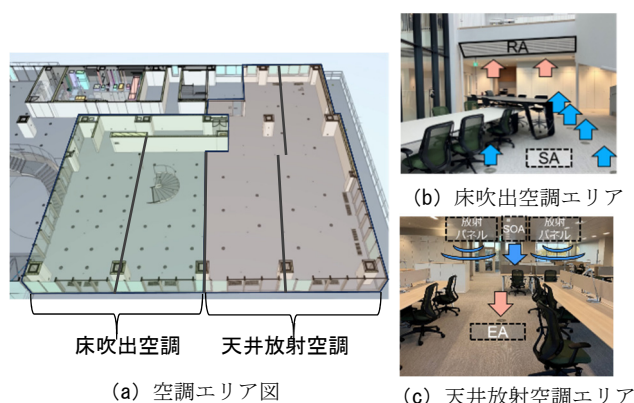 床吹出空調
天井放射空調
(a) 空調エリア図
RA
SA
(b) 床吹出空調エリア
放射
パネル
SOA
放射
パネル
EA
(c) 天井放射空調エリア